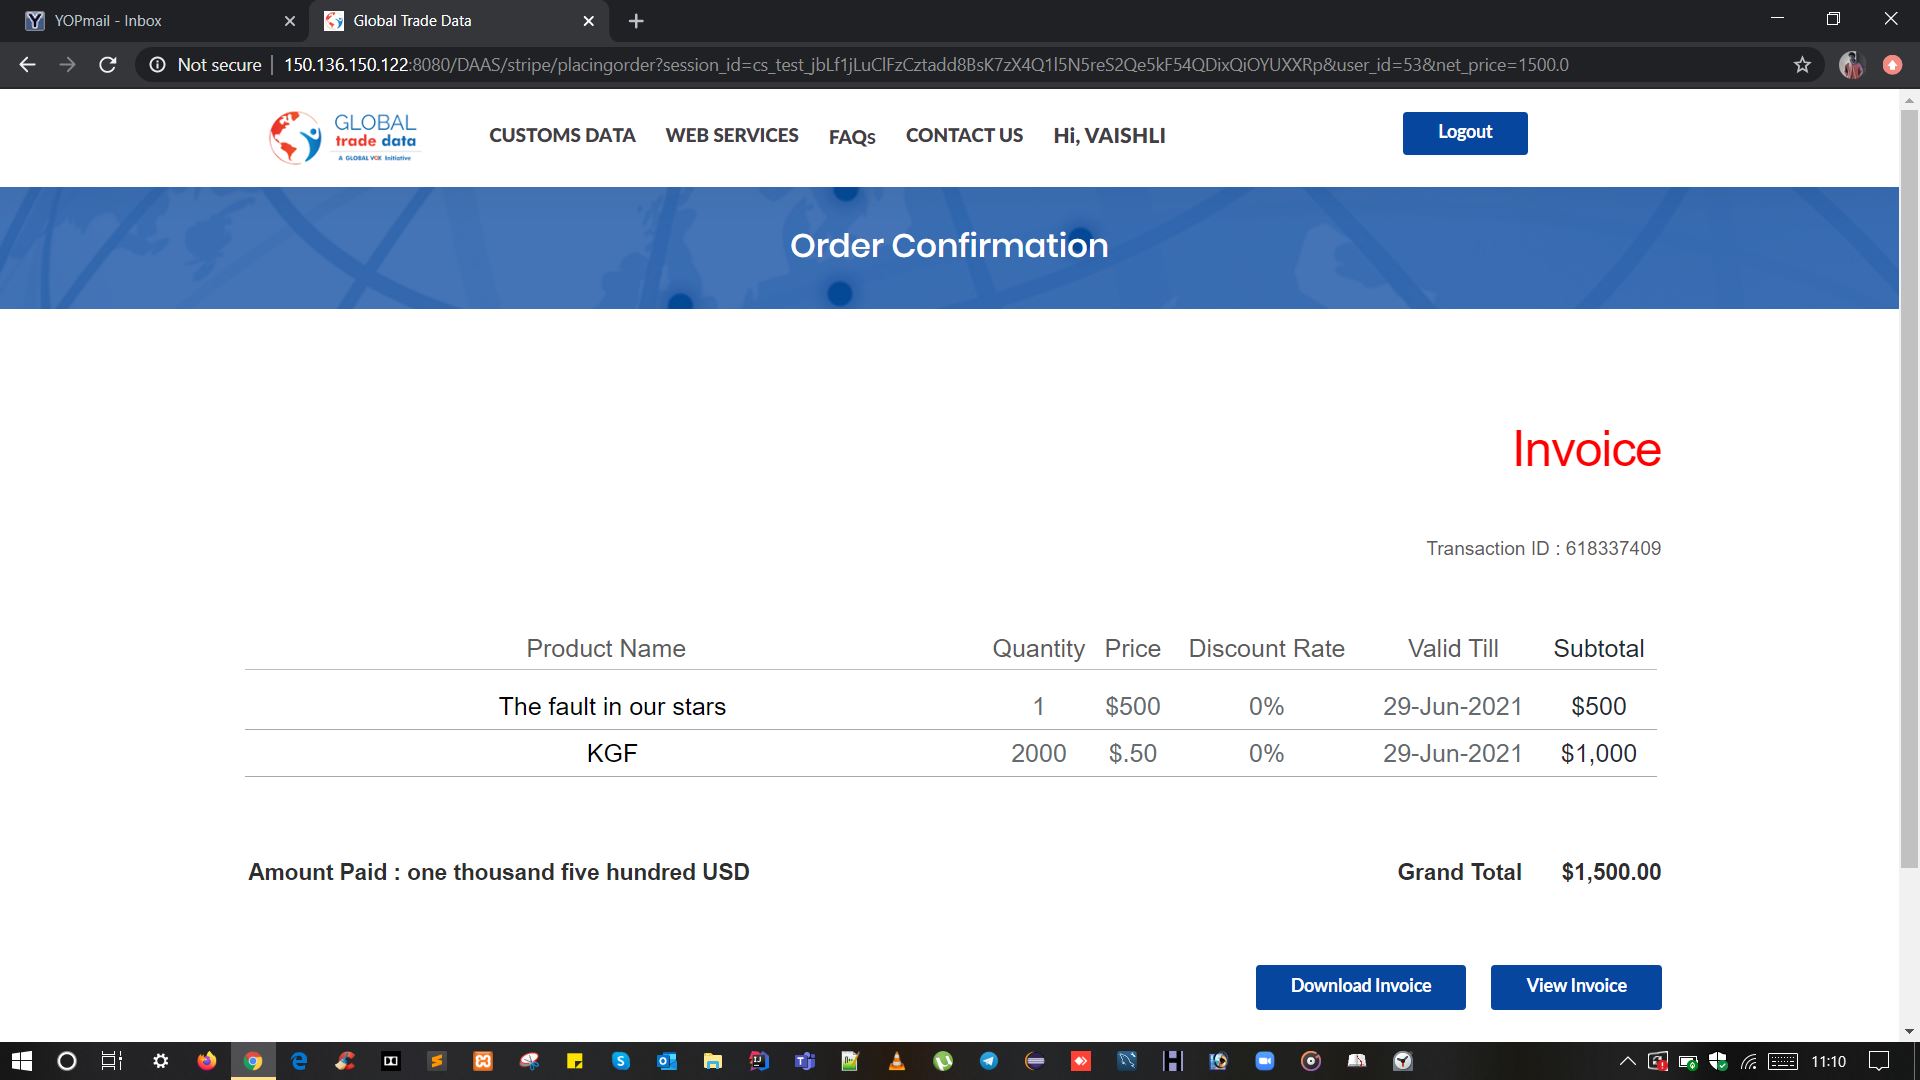 YOPmail - Inbox
Global Trade Data
Not secure
150.136.150.122:8080/DAAS/stripe/placingorder?session_id=cs_test_jbLf1jLuClFzCztadd8BsK7zX4Q1l5N5reS2Qe5kF54QDixQiOYUXXRp&user_id=53&net_price=1500.0
GLOBAL
trade data
A GLOBAL VOX Initiative
CUSTOMS DATA WEB SERVICES FAQs CONTACT US Hi, VAISHLI
Logout
Order Confirmation
Invoice
Transaction ID : 618337409
Product Name Quantity Price Discount Rate Valid Till Subtotal
The fault in our stars 1 $500 0% 29-Jun-2021 $500
KGF 2000 $.50 0% 29-Jun-2021 $1,000
Amount Paid : one thousand five hundred USD Grand Total $1,500.00
Download Invoice View Invoice
11:10